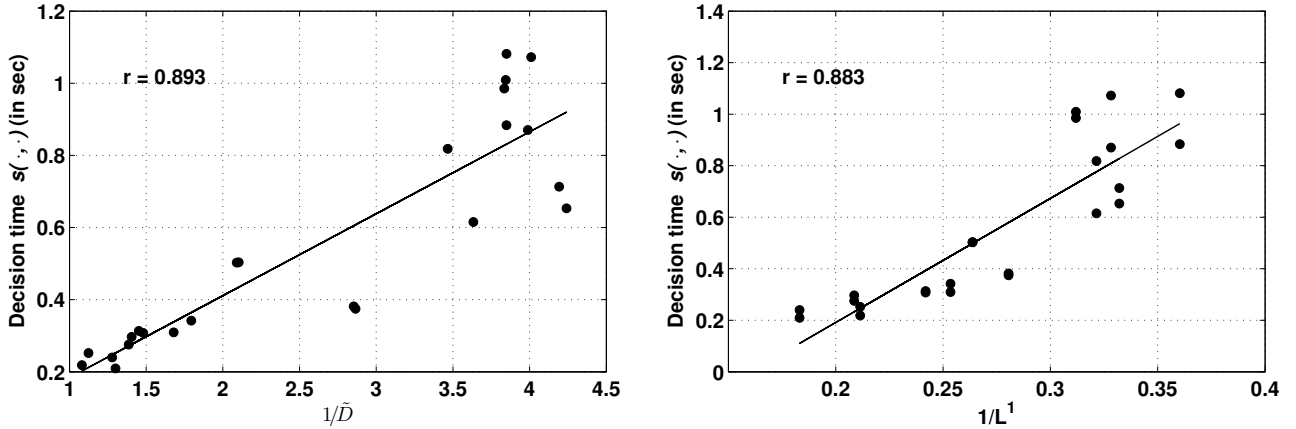 1.2
1
0.8
0.6
0.4
0.2
Decision time s( · , · ) (in sec)
r = 0.893
1 1.5 2 2.5 3 3.5 4 4.5
1/D̃
1.4
1.2
1
0.8
0.6
0.4
0.2
0
Decision time s( · , · ) (in sec)
r = 0.883
0.2 0.25 0.3 0.35 0.4
1/L¹